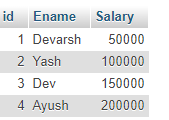 id Ename Salary
1 Devarsh 50000
2 Yash 100000
3 Dev 150000
4 Ayush 200000